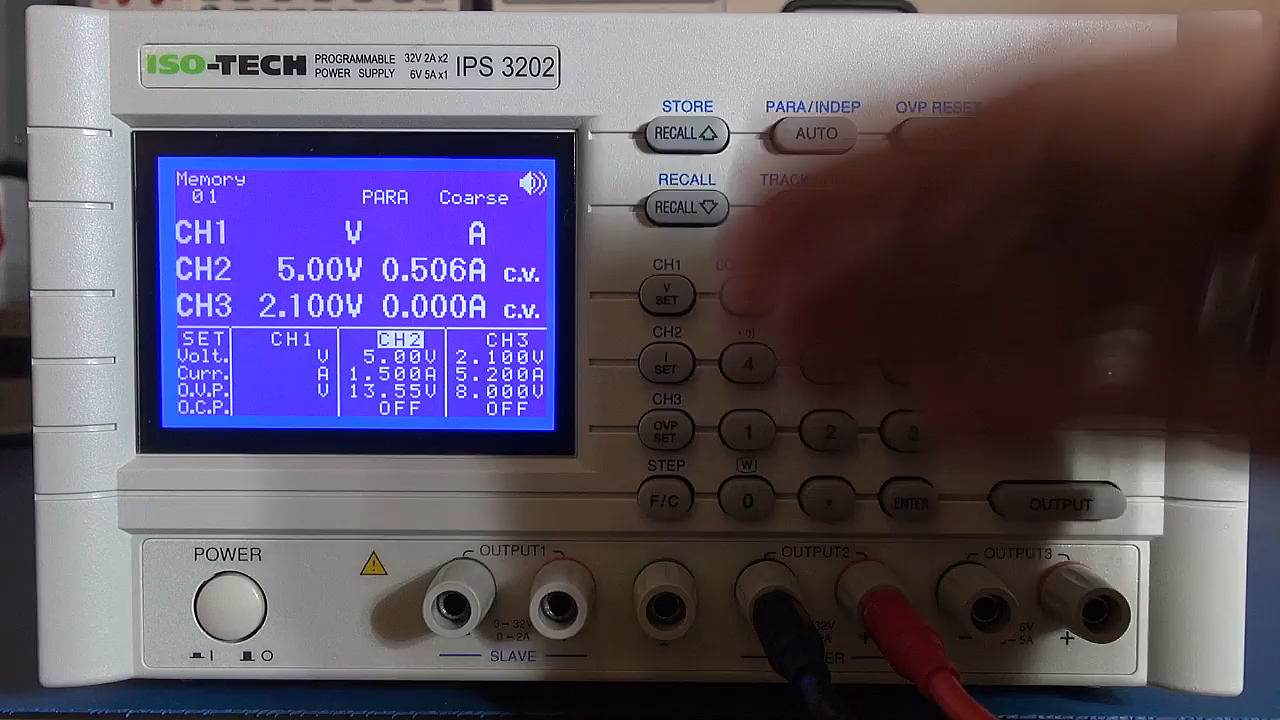 ISO-TECH PROGRAMMABLE POWER SUPPLY 32V 2A x2 6V 5A x1 IPS 3202
STORE PARA/INDEP OVP RESET
RECALL AUTO
RECALL
RECALL
Memory
01 PARA Coarse
CH1 V A
CH2 5.00V 0.506A c.v.
CH3 2.100V 0.000A c.v.
SET CH1 CH2 CH3
Volt. V 5.00V 2.100V
Curr. A 1.500A 5.200A
O.V.P. V 13.55V 8.000V
O.C.P. OFF OFF
CH1
V SET
CH2
I SET 4
CH3
OVP SET 1 2
STEP W
F/C 0 . ENTER OUTPUT
POWER OUTPUT1 OUTPUT2 OUTPUT3
0~32V
0~2A
6V
5A
- +
SLAVE
I O